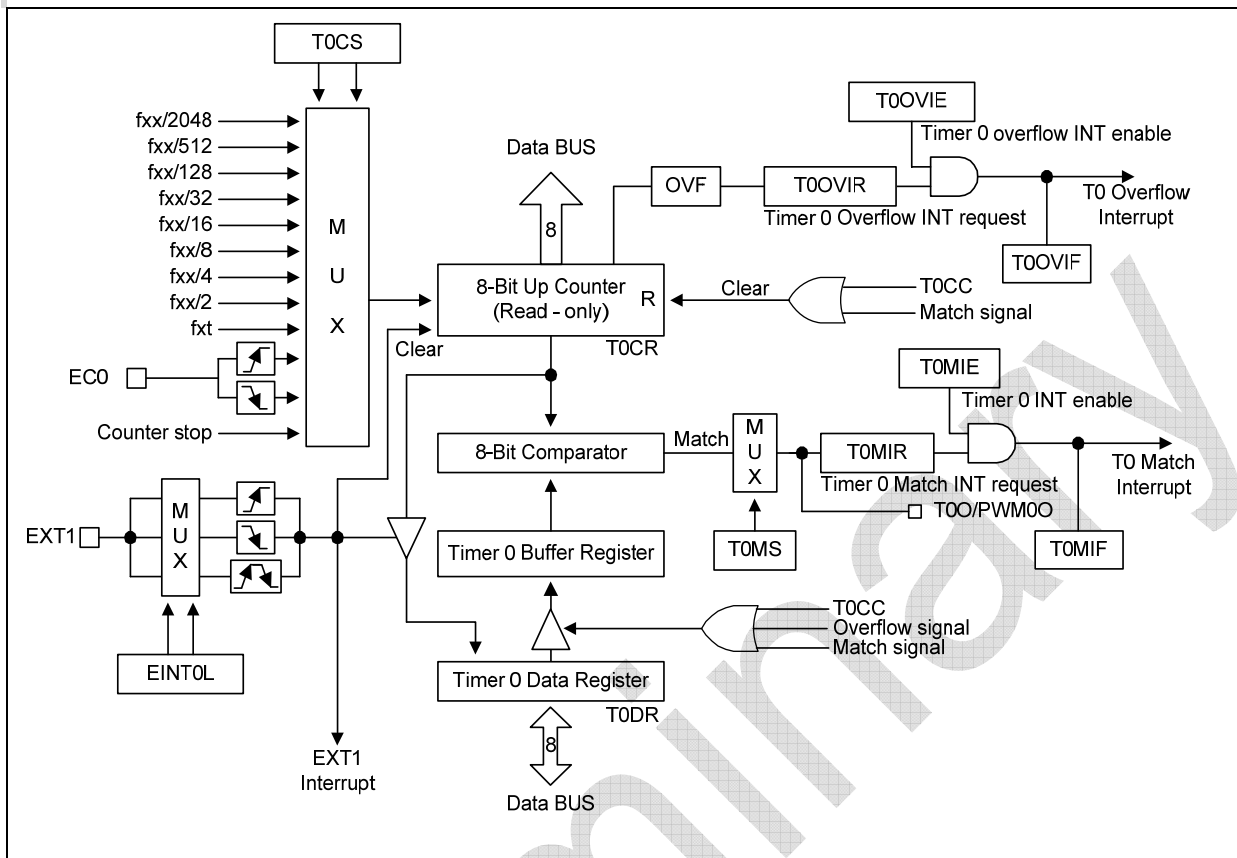 T0CS
fxx/2048
fxx/512
fxx/128
fxx/32
fxx/16
fxx/8
fxx/4
fxx/2
fxt
EC0
Counter stop
M
U
X
Data BUS
8
8-Bit Up Counter
(Read - only)
R
T0CR
Clear
OVF
T0OVIR
Timer 0 Overflow INT request
T0OVIE
Timer 0 overflow INT enable
T0 Overflow
Interrupt
T0OVIF
Clear
T0CC
Match signal
8-Bit Comparator
Match
M
U
X
T0MS
T0MIE
Timer 0 INT enable
T0MIR
Timer 0 Match INT request
T0O/PWM0O
T0 Match
Interrupt
T0MIF
EXT1
M
U
X
EINT0L
EXT1
Interrupt
Timer 0 Buffer Register
T0CC
Overflow signal
Match signal
Timer 0 Data Register
T0DR
8
Data BUS
minary